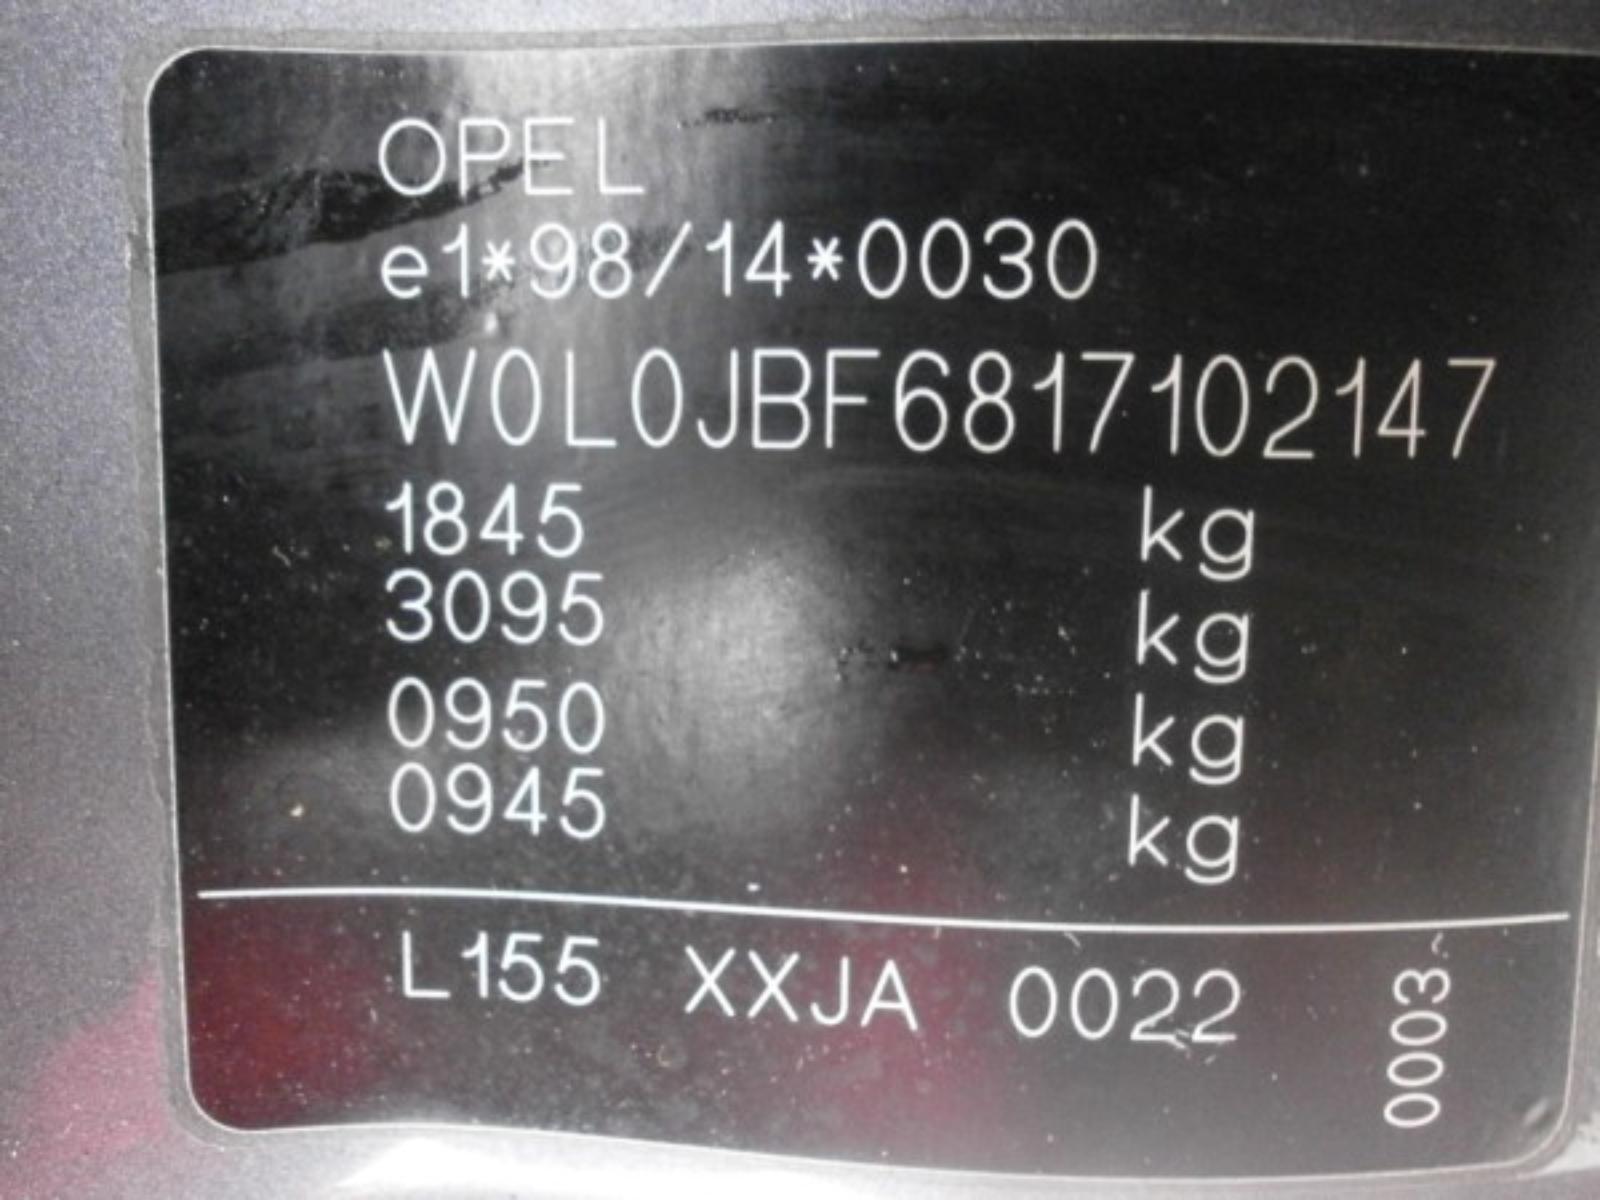 OPEL
e1*98/14*0030
W0L0JBF6817102147
1845 kg
3095 kg
0950 kg
0945 kg
L155 XXJA 0022
0003